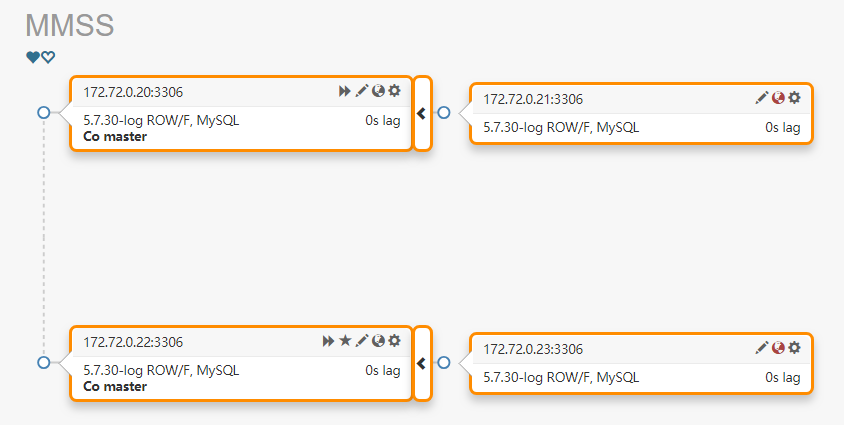 MMSS
172.72.0.20:3306
5.7.30-log ROW/F, MySQL 0s lag
Co master
172.72.0.21:3306
5.7.30-log ROW/F, MySQL 0s lag
172.72.0.22:3306
5.7.30-log ROW/F, MySQL 0s lag
Co master
172.72.0.23:3306
5.7.30-log ROW/F, MySQL 0s lag